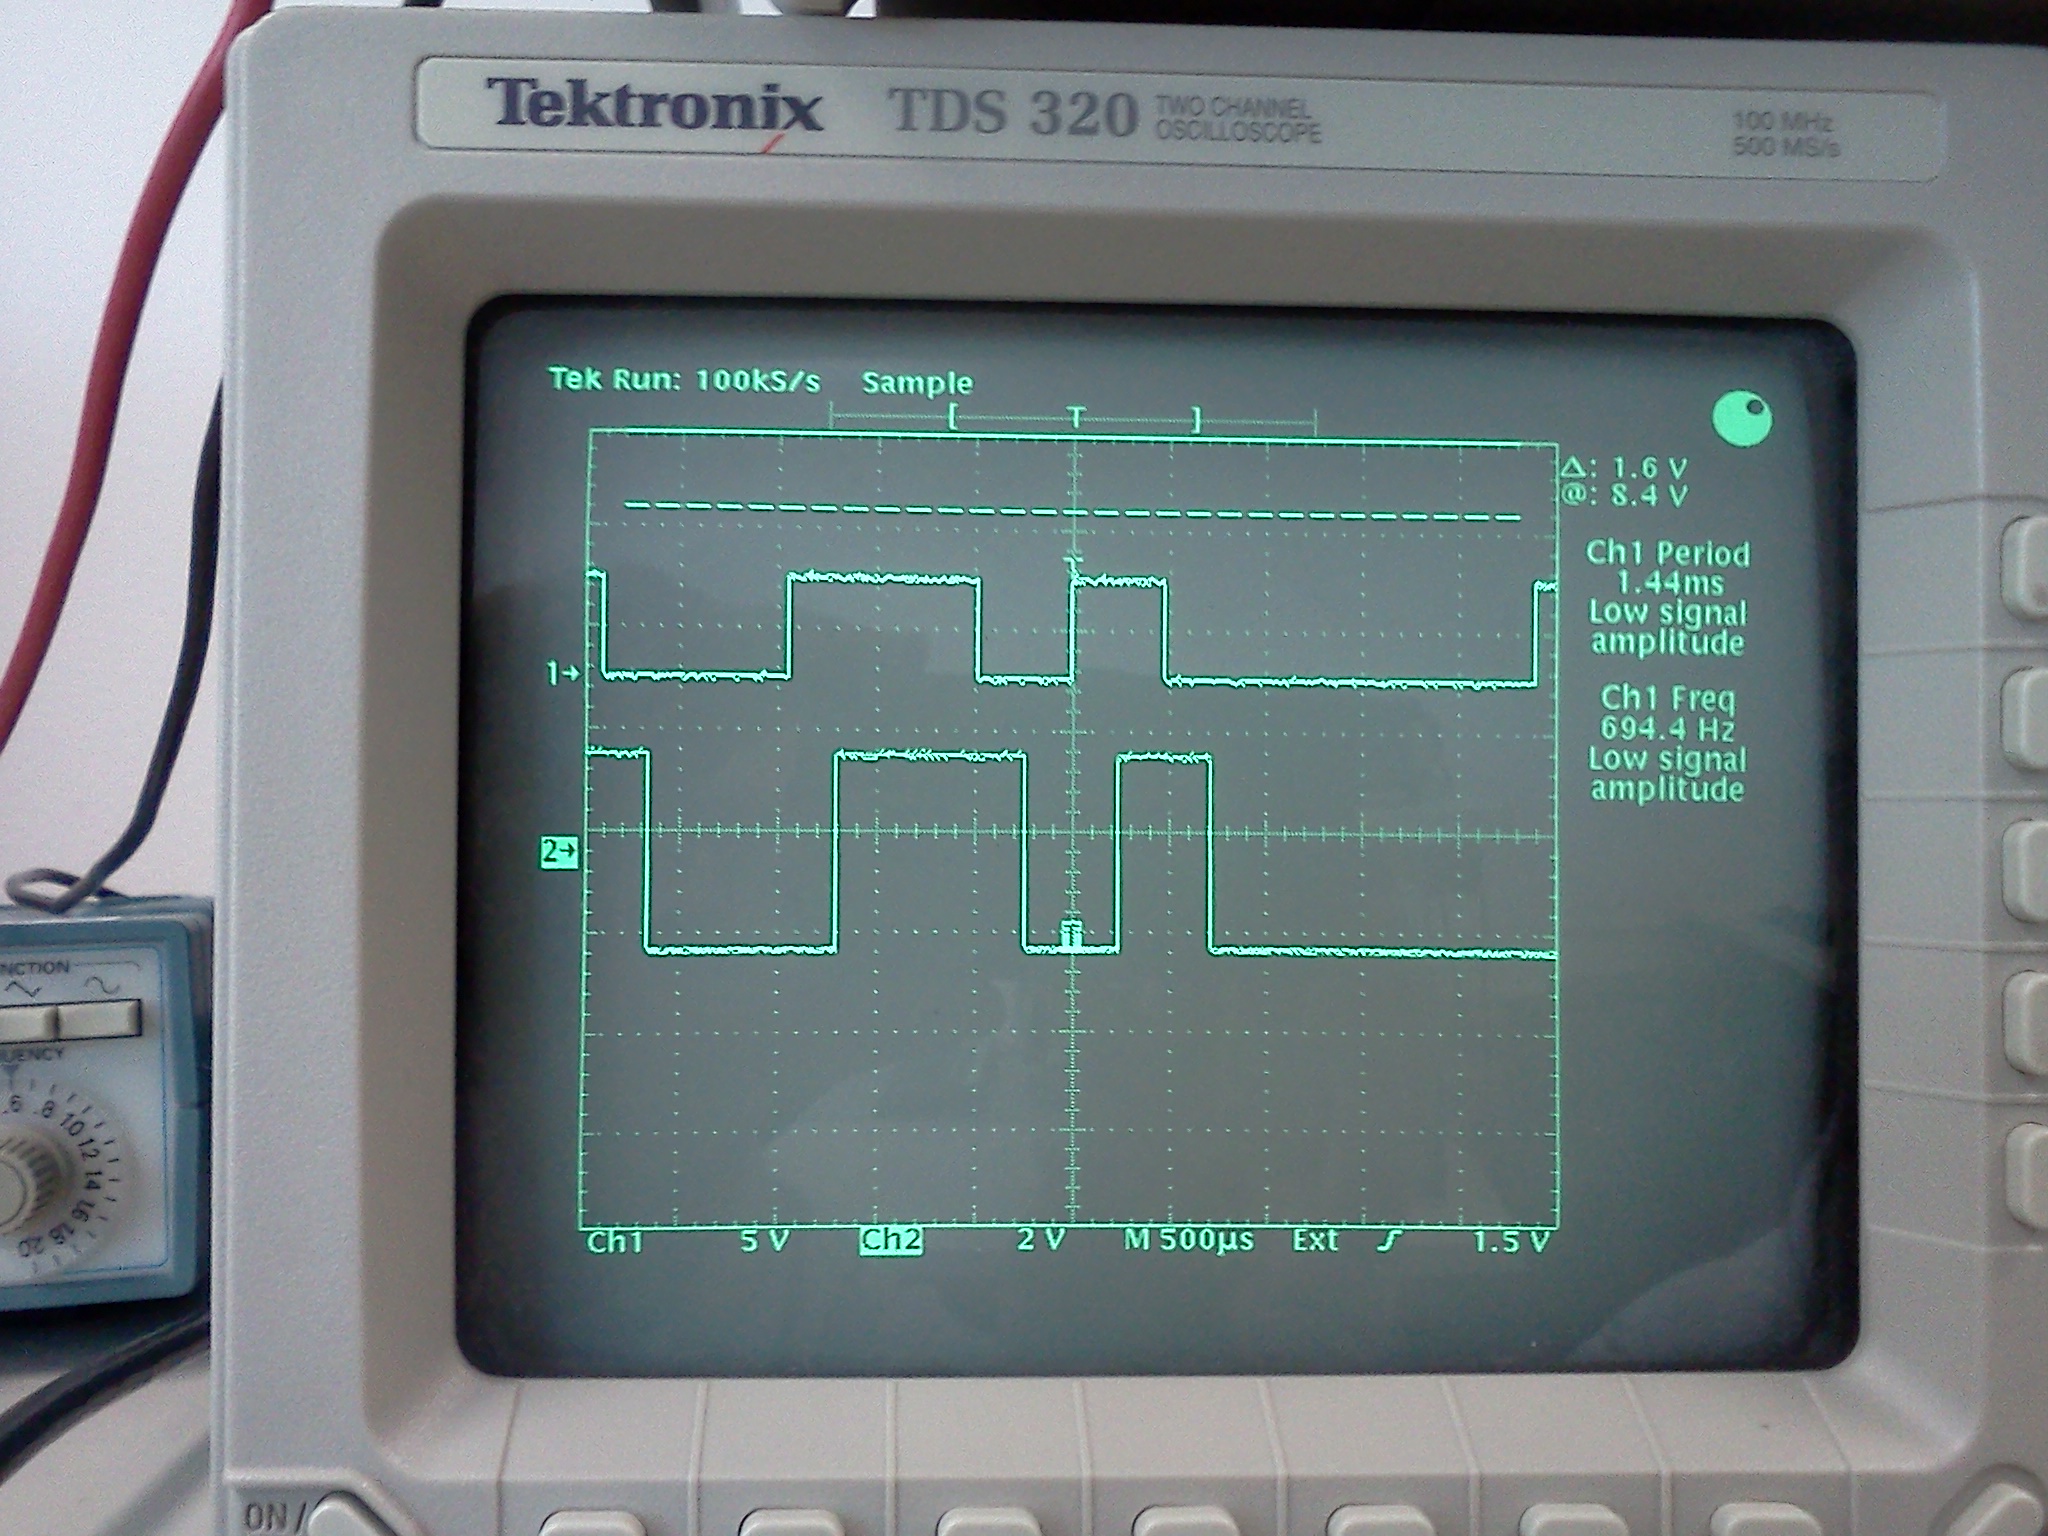 Tektronix TDS 320 TWO CHANNEL OSCILLOSCOPE
100 MHz
500 MS/s
Tek Run: 100kS/s Sample
[ T ]
Δ: 1.6 V
@: 8.4 V
Ch1 Period
1.44ms
Low signal
amplitude
1→
Ch1 Freq
694.4 Hz
Low signal
amplitude
2→
Ch1 5 V Ch2 2 V M 500µs Ext 1.5 V
NCTION
UENCY
.6 .8 10 12 14 16 18 20
ON /